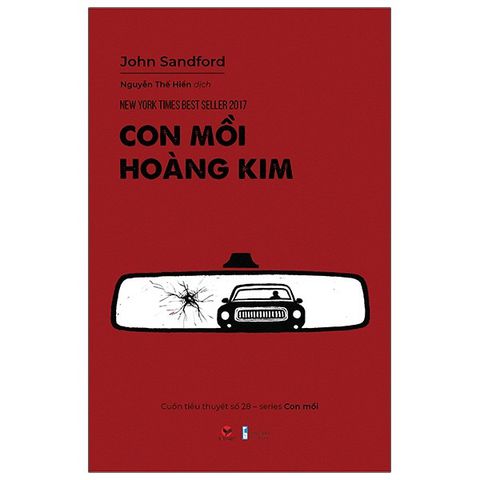 John Sandford
Nguyễn Thế Hiển dịch
NEW YORK TIMES BEST SELLER 2017
CON MỒI
HOÀNG KIM
Cuốn tiểu thuyết số 28 – series Con mồi